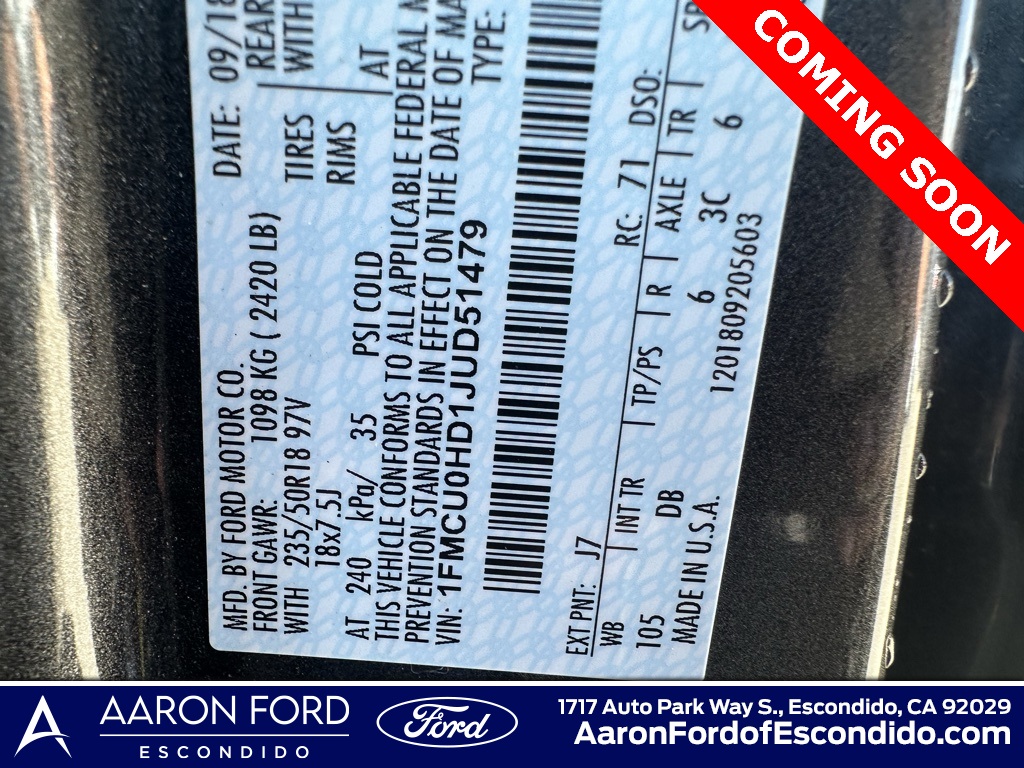 MFD. BY FORD MOTOR CO.
DATE: 09/18
FRONT GAWR: 1098 KG ( 2420 LB)
REAR
WITH 235/50R18 97V
TIRES
WITH
18x7.5J
RIMS
AT 240 kPa/ 35 PSI COLD
AT
THIS VEHICLE CONFORMS TO ALL APPLICABLE FEDERAL M
PREVENTION STANDARDS IN EFFECT ON THE DATE OF MA
VIN: 1FMCU0HD1JUD51479
TYPE:
EXT PNT: J7 RC: 71 DSO:
WB | INT TR | TP/PS | R | AXLE | TR | SP
105 DB 6 3C 6
MADE IN U.S.A. 1201809205603
COMING SOON
AARON FORD
ESCONDIDO
Ford
1717 Auto Park Way S., Escondido, CA 92029
AaronFordofEscondido.com